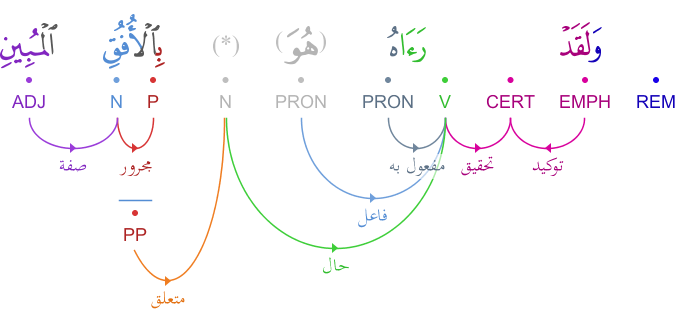 وَلَقَدْ رَءَاهُ (هُوَ) (*) بِٱلْأُفُقِ ٱلْمُبِينِ
REM EMPH CERT V PRON PRON N P N ADJ
توكيد تحقيق مفعول به مجرور صفة
فاعل
PP
حال
متعلق